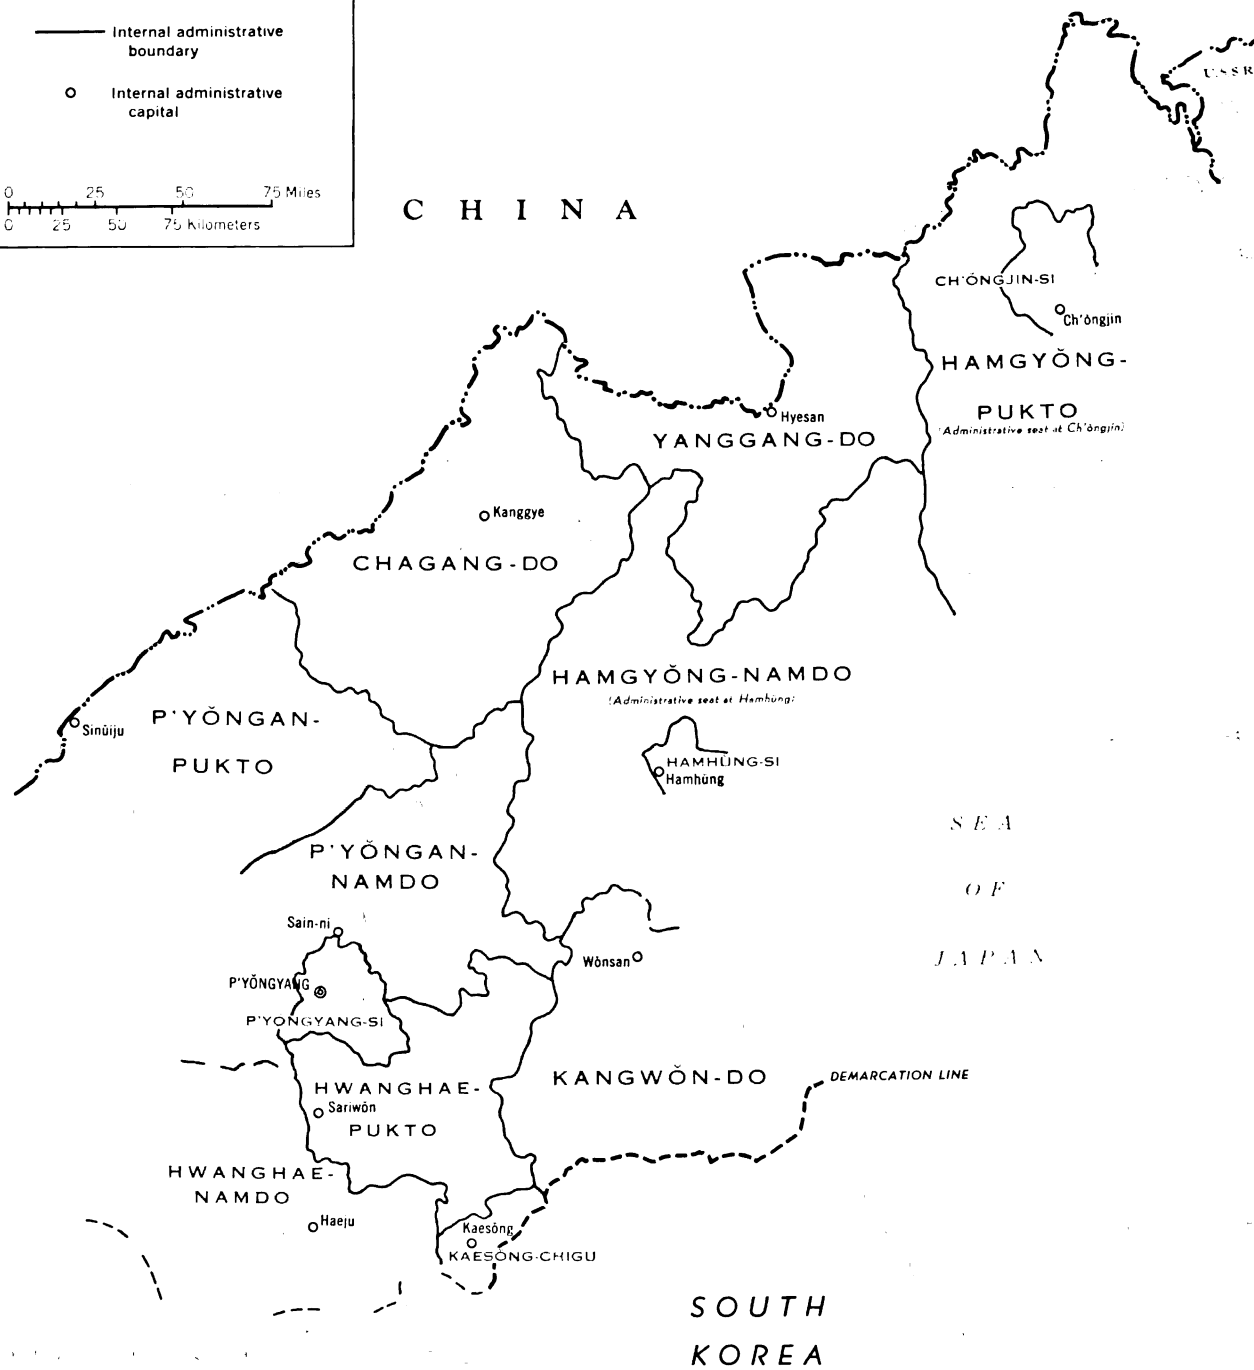 Internal administrative
boundary
Internal administrative
capital
0 25 50 75 Miles
0 25 50 75 Kilometers
U.S.S.R
CHINA
CH'ŎNGJIN-SI
Ch'ŏngjin
HAMGYŎNG-
PUKTO
(Administrative seat at Ch'ŏngjin)
Hyesan
YANGGANG-DO
Kanggye
CHAGANG-DO
HAMGYŎNG-NAMDO
(Administrative seat at Hamhŭng)
P'YŎNGAN-
PUKTO
Sinŭiju
HAMHŬNG-SI
Hamhŭng
SEA
OF
JAPAN
P'YŎNGAN-
NAMDO
Sain-ni
Wŏnsan
P'YŎNGYANG
P'YŎNGYANG-SI
KANGWŎN-DO
DEMARCATION LINE
HWANGHAE-
PUKTO
Sariwŏn
HWANGHAE-
NAMDO
Haeju
Kaesŏng
KAESŎNG-CHIGU
SOUTH
KOREA